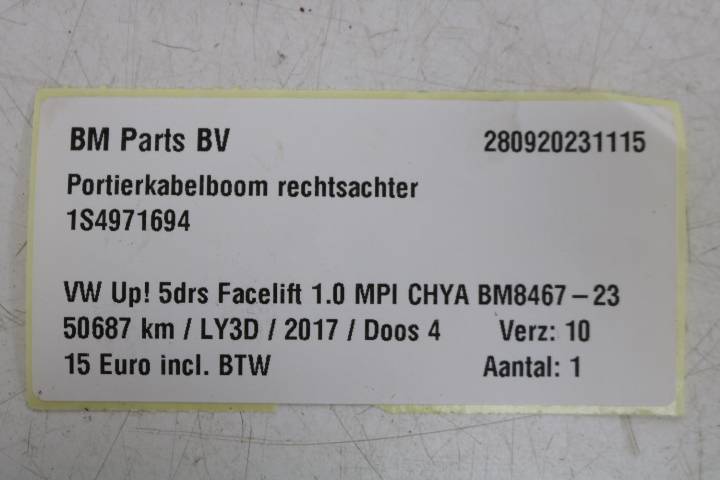 BM Parts BV 280920231115
Portierkabelboom rechtsachter
1S4971694
VW Up! 5drs Facelift 1.0 MPI CHYA BM8467 – 23
50687 km / LY3D / 2017 / Doos 4 Verz: 10
15 Euro incl. BTW Aantal: 1